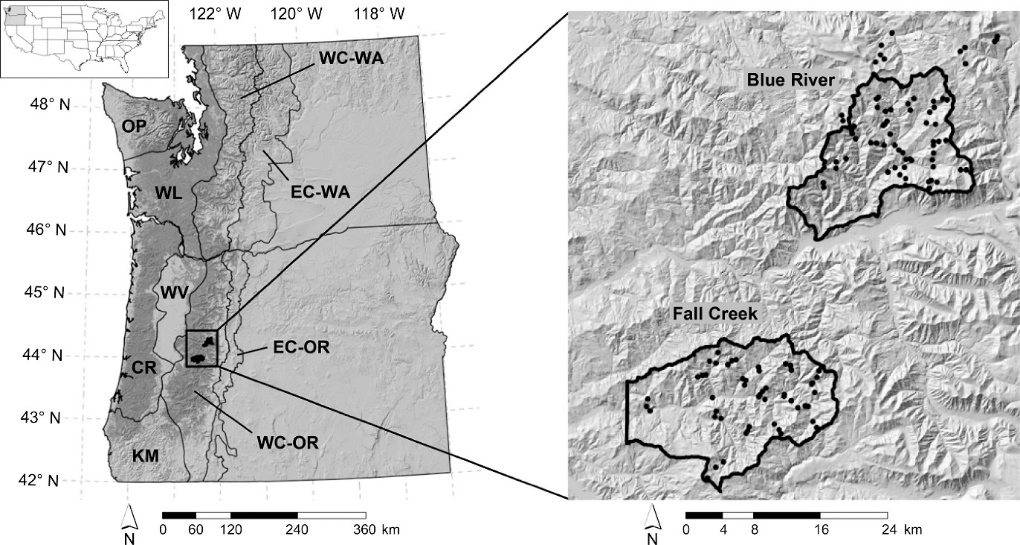 122° W 120° W 118° W
WC-WA
Blue River
48° N
OP
47° N
WL
EC-WA
46° N
45° N
WV
Fall Creek
EC-OR
44° N
CR
43° N
WC-OR
KM
42° N
N 0 60 120 240 360 km
N 0 4 8 16 24 km